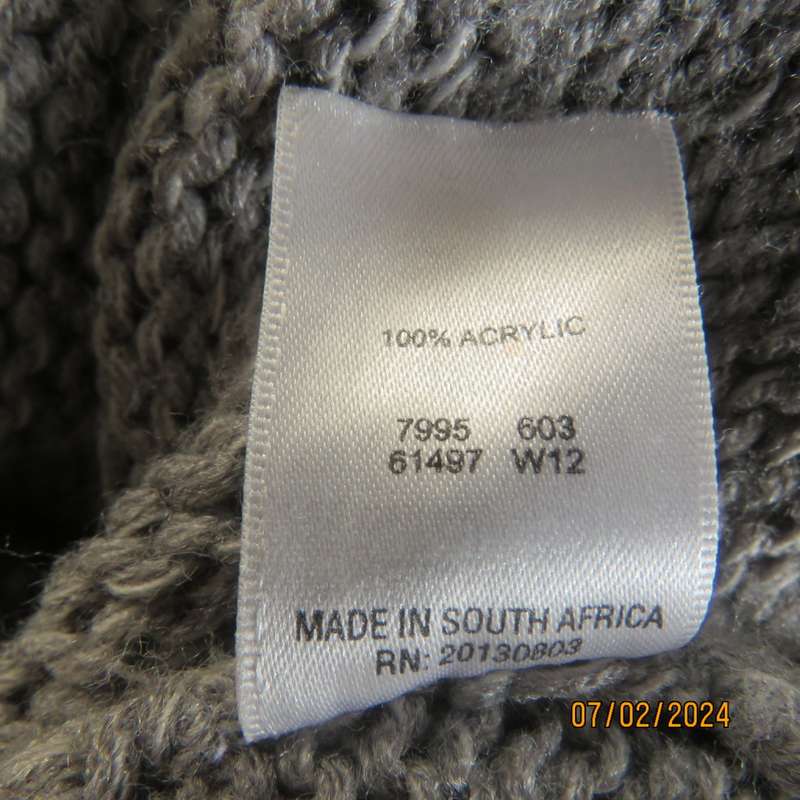 100% ACRYLIC
7995 603
61497 W12
MADE IN SOUTH AFRICA
RN: 20130803
07/02/2024